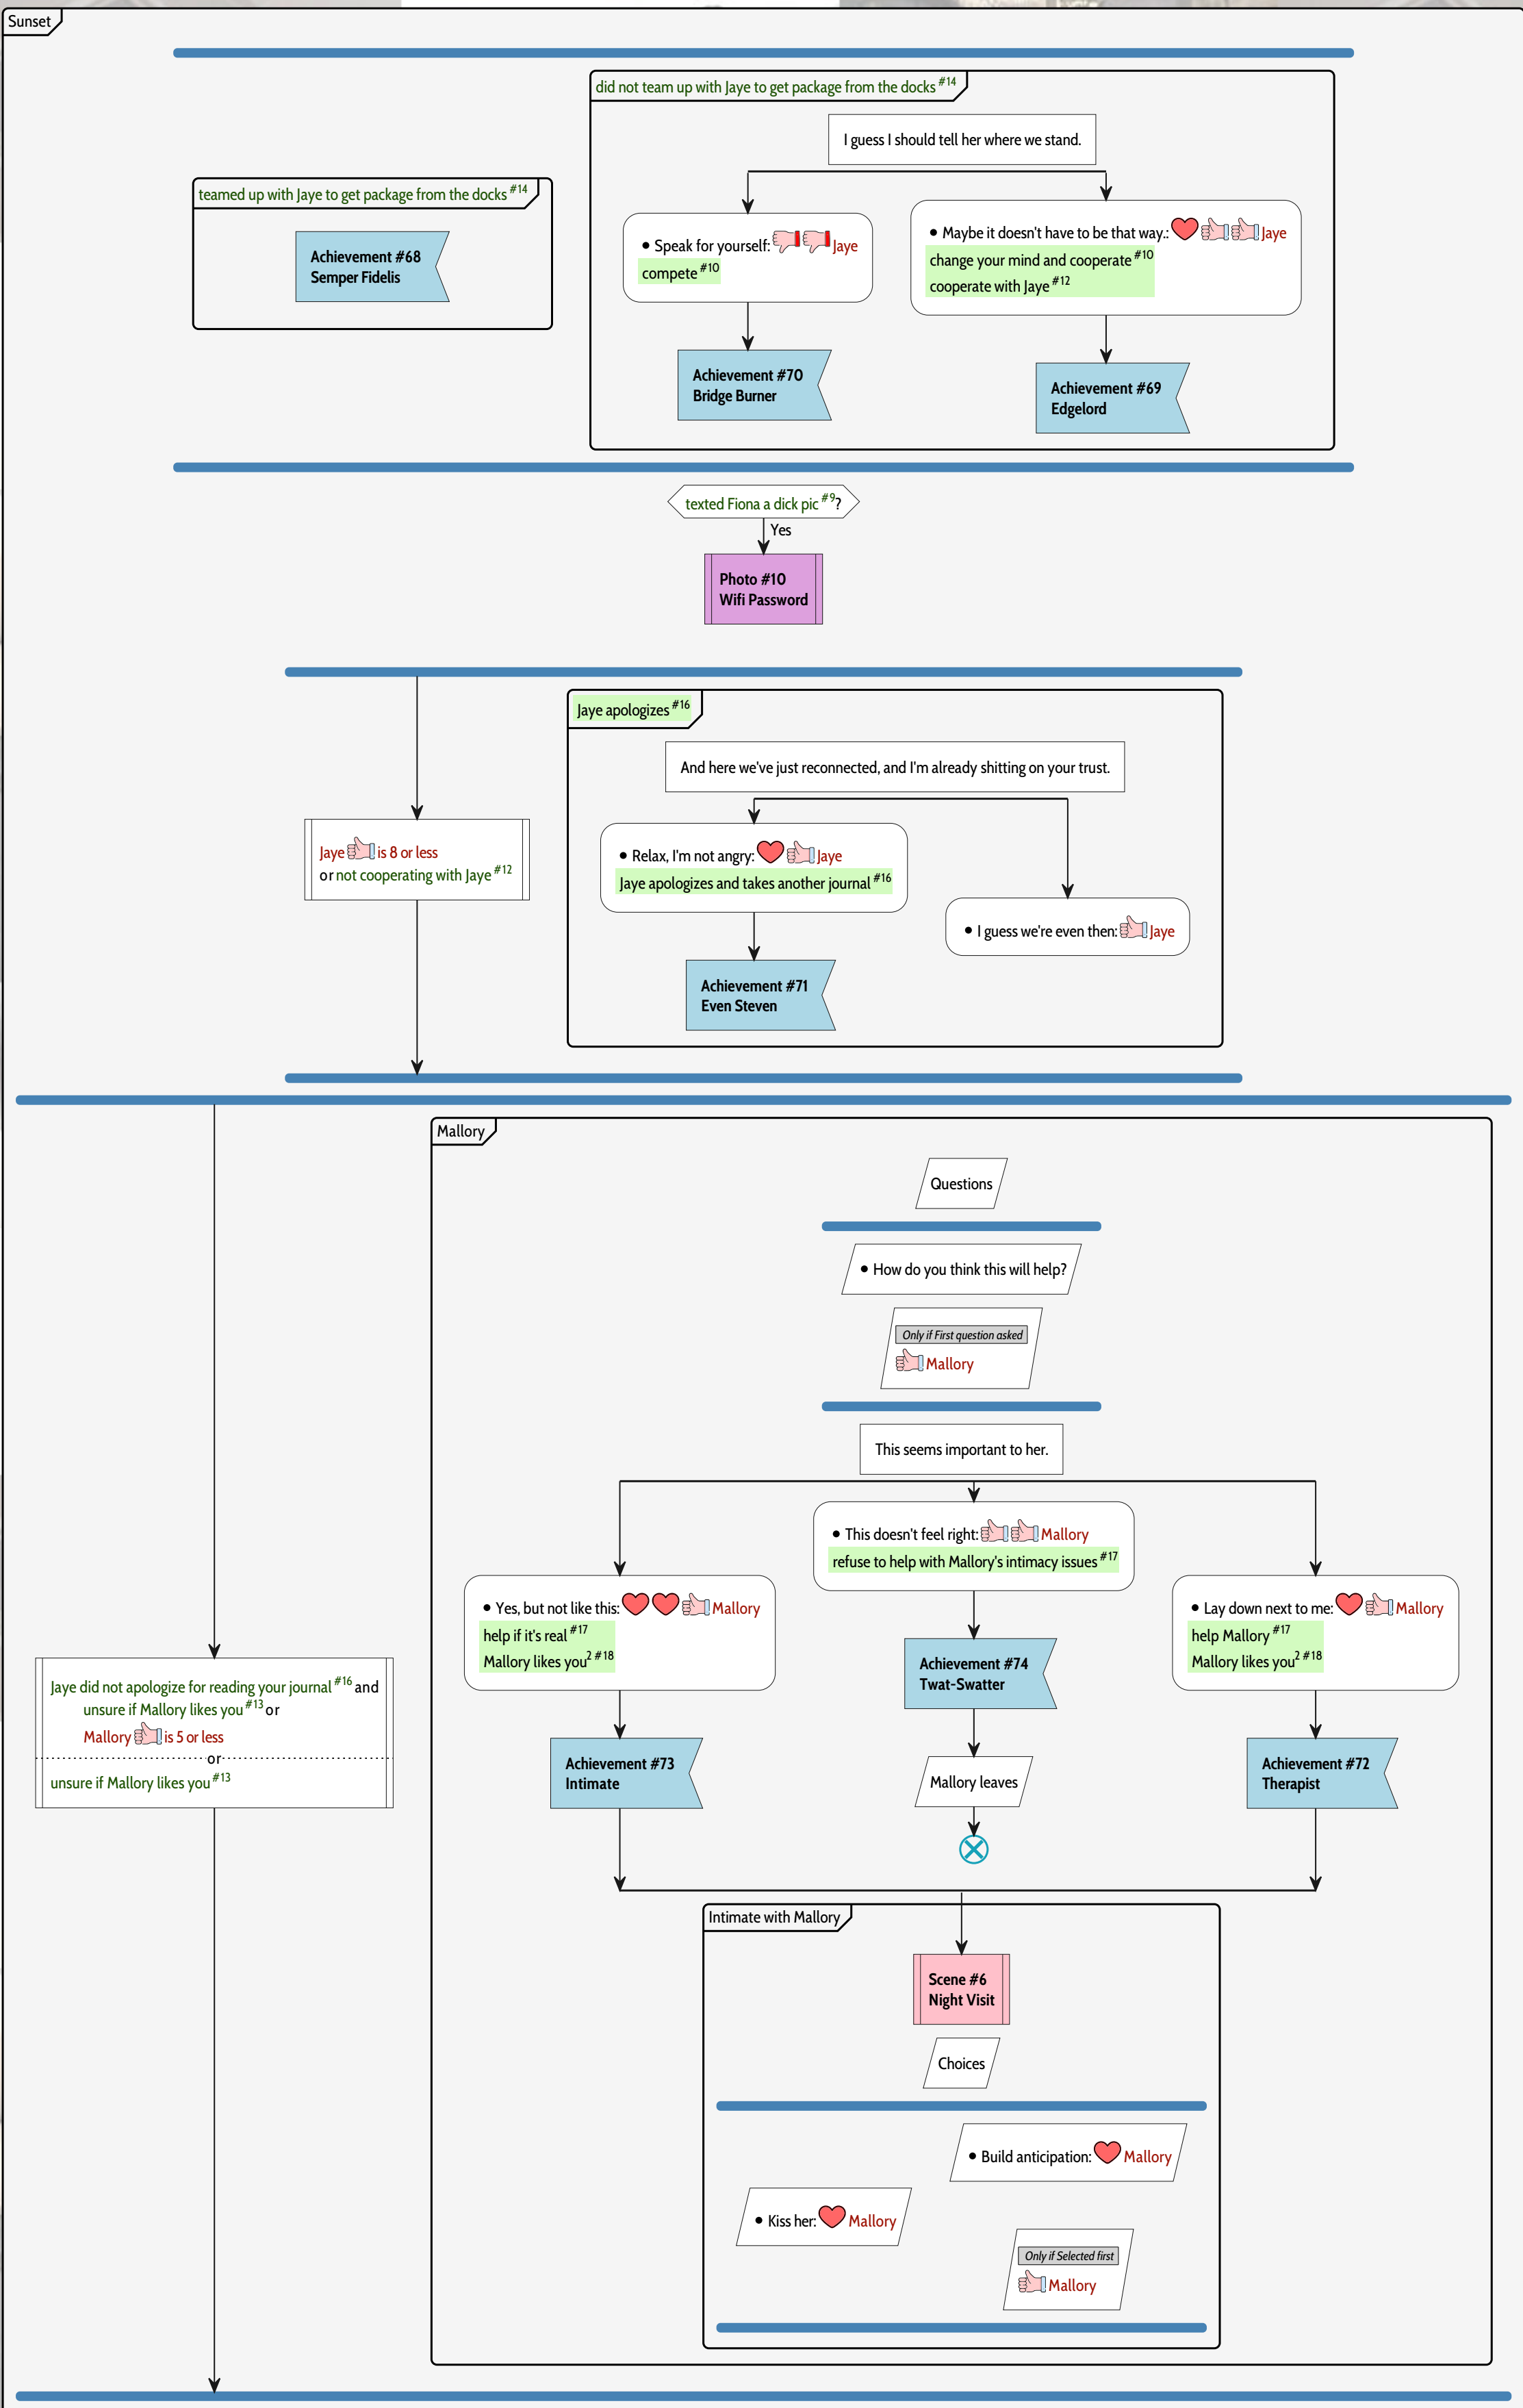 Sunset
did not team up with Jaye to get package from the docks #14
I guess I should tell her where we stand.
teamed up with Jaye to get package from the docks #14
Achievement #68
Semper Fidelis
• Speak for yourself: Jaye
compete #10
• Maybe it doesn't have to be that way.: Jaye
change your mind and cooperate #10
cooperate with Jaye #12
Achievement #70
Bridge Burner
Achievement #69
Edgelord
texted Fiona a dick pic #9?
Yes
Photo #10
Wifi Password
Jaye apologizes #16
And here we've just reconnected, and I'm already shitting on your trust.
Jaye is 8 or less
or not cooperating with Jaye #12
• Relax, I'm not angry: Jaye
Jaye apologizes and takes another journal #16
• I guess we're even then: Jaye
Achievement #71
Even Steven
Mallory
Questions
• How do you think this will help?
Only if First question asked
Mallory
This seems important to her.
• This doesn't feel right: Mallory
refuse to help with Mallory's intimacy issues #17
• Yes, but not like this: Mallory
help if it's real #17
Mallory likes you2 #18
• Lay down next to me: Mallory
help Mallory #17
Mallory likes you2 #18
Achievement #74
Twat-Swatter
Jaye did not apologize for reading your journal #16 and
unsure if Mallory likes you #13 or
Mallory is 5 or less
or
unsure if Mallory likes you #13
Achievement #73
Intimate
Mallory leaves
Achievement #72
Therapist
Intimate with Mallory
Scene #6
Night Visit
Choices
• Build anticipation: Mallory
• Kiss her: Mallory
Only if Selected first
Mallory